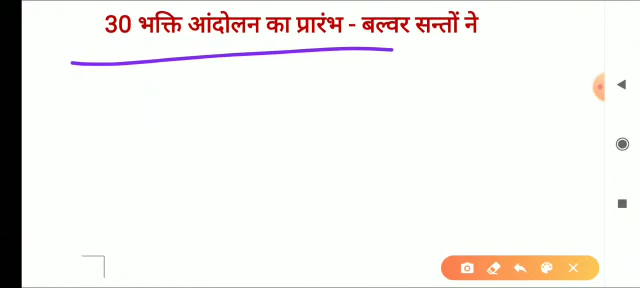 30 भक्ति आंदोलन का प्रारंभ - बल्वर सन्तों ने